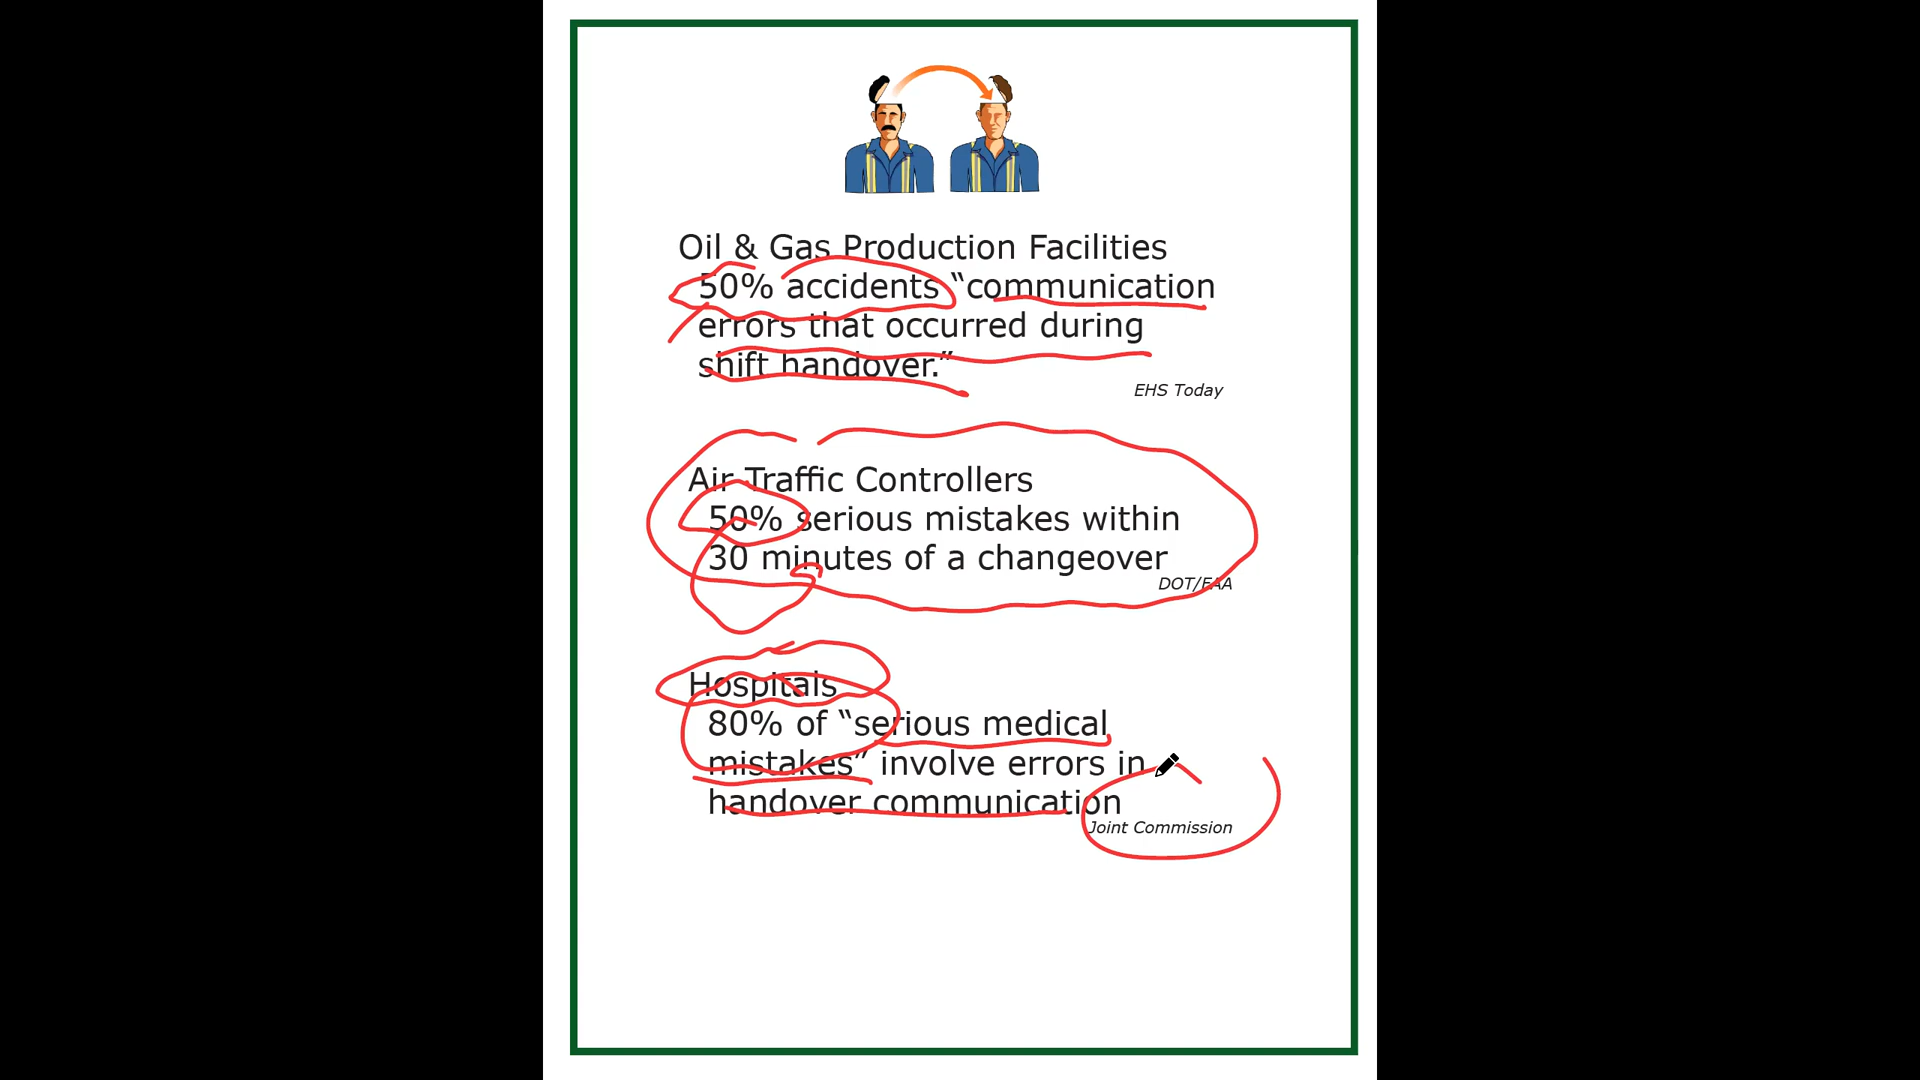 Oil & Gas Production Facilities
50% accidents “communication
errors that occurred during
shift handover.”
EHS Today
Air Traffic Controllers
50% serious mistakes within
30 minutes of a changeover
DOT/FAA
Hospitals
80% of “serious medical
mistakes” involve errors in
handover communication
Joint Commission